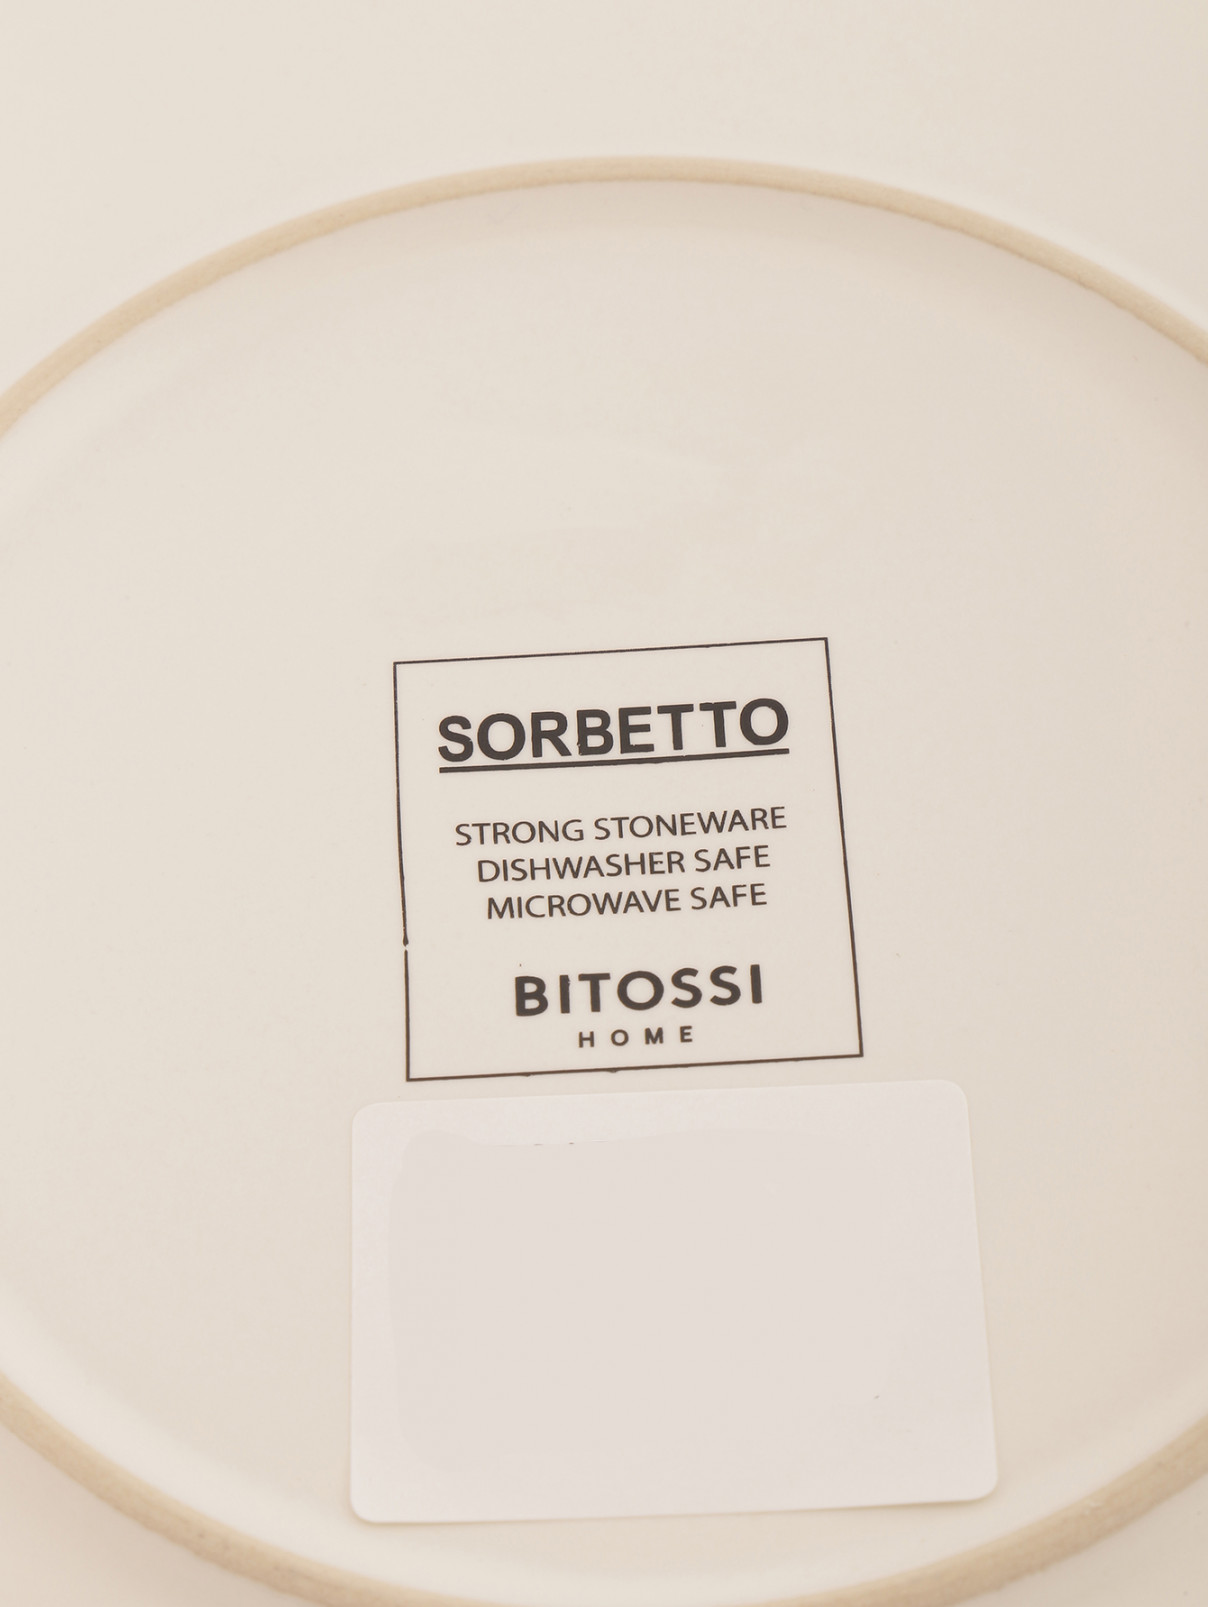 SORBETTO
STRONG STONEWARE
DISHWASHER SAFE
MICROWAVE SAFE
BITOSSI
HOME